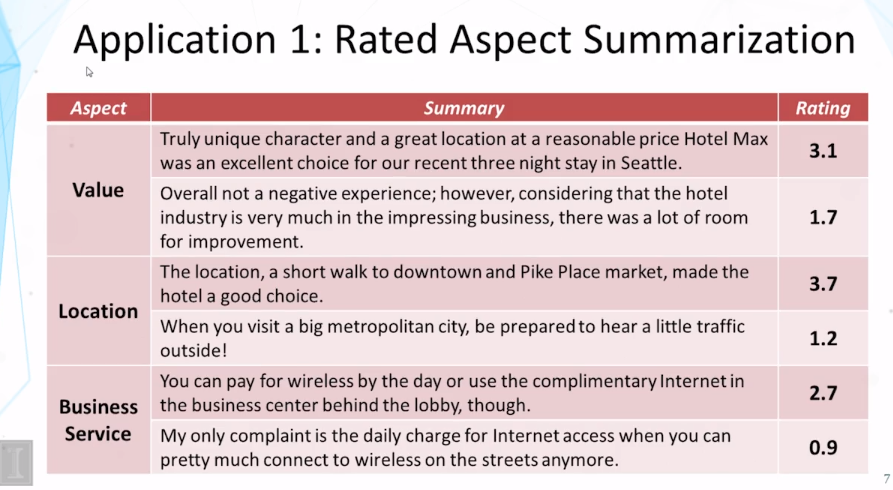 Application 1: Rated Aspect Summarization
Aspect Summary Rating
Value
Truly unique character and a great location at a reasonable price Hotel Max
was an excellent choice for our recent three night stay in Seattle.
3.1
Overall not a negative experience; however, considering that the hotel
industry is very much in the impressing business, there was a lot of room
for improvement.
1.7
Location
The location, a short walk to downtown and Pike Place market, made the
hotel a good choice.
3.7
When you visit a big metropolitan city, be prepared to hear a little traffic
outside!
1.2
Business
Service
You can pay for wireless by the day or use the complimentary Internet in
the business center behind the lobby, though.
2.7
My only complaint is the daily charge for Internet access when you can
pretty much connect to wireless on the streets anymore.
0.9
I
7